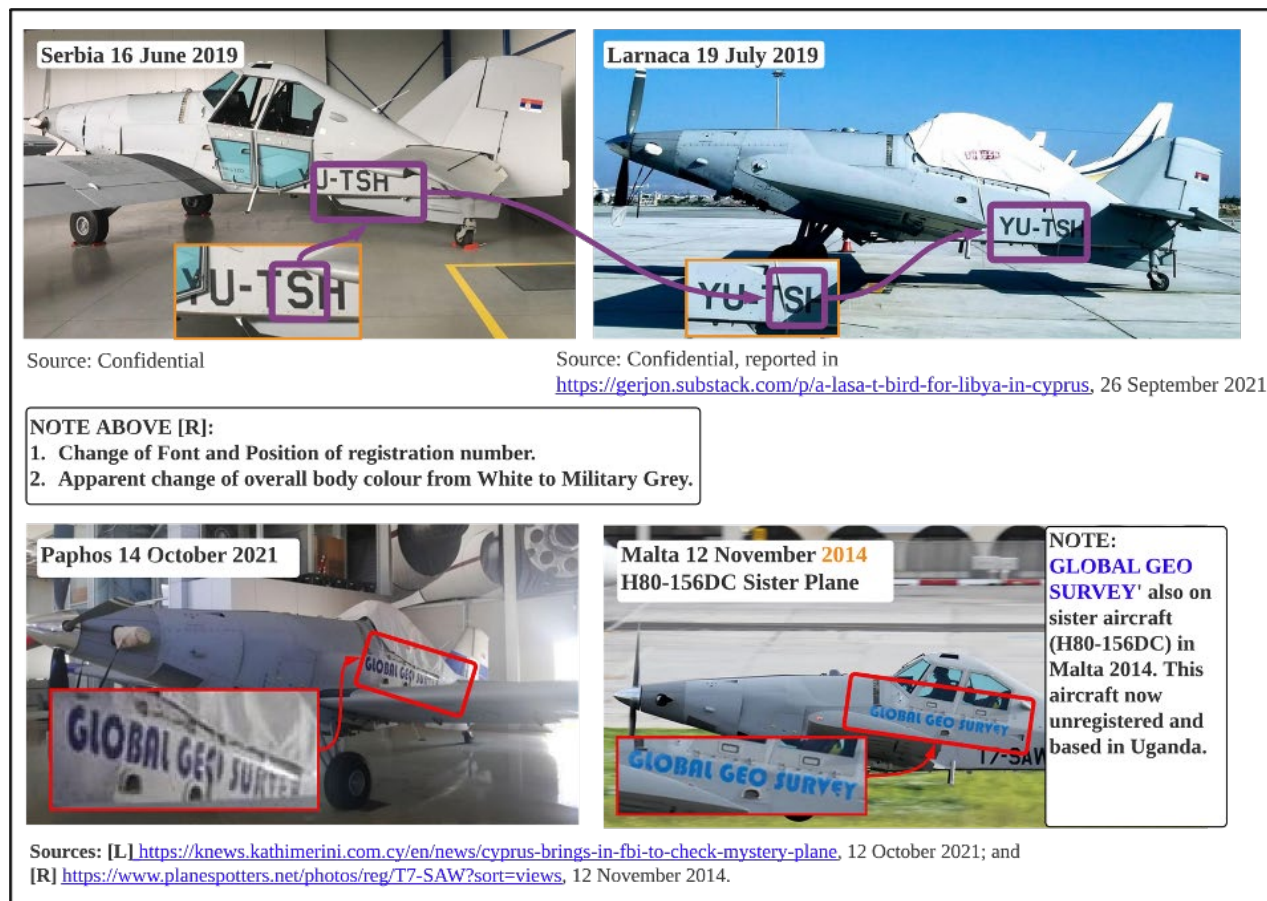 Serbia 16 June 2019
YU-TSH
YU-TSH
Larnaca 19 July 2019
YU-TSH
YU-TSH
Source: Confidential
Source: Confidential, reported in
https://gerjon.substack.com/p/a-lasa-t-bird-for-libya-in-cyprus, 26 September 2021
NOTE ABOVE [R]:
1. Change of Font and Position of registration number.
2. Apparent change of overall body colour from White to Military Grey.
Paphos 14 October 2021
GLOBAL GEO SURVEY
GLOBAL GEO SURVEY
Malta 12 November 2014
H80-156DC Sister Plane
GLOBAL GEO SURVEY
T7-SAW
GLOBAL GEO SURVEY
NOTE:
GLOBAL GEO
SURVEY' also on
sister aircraft
(H80-156DC) in
Malta 2014. This
aircraft now
unregistered and
based in Uganda.
Sources: [L] https://knews.kathimerini.com.cy/en/news/cyprus-brings-in-fbi-to-check-mystery-plane, 12 October 2021; and
[R] https://www.planespotters.net/photos/reg/T7-SAW?sort=views, 12 November 2014.